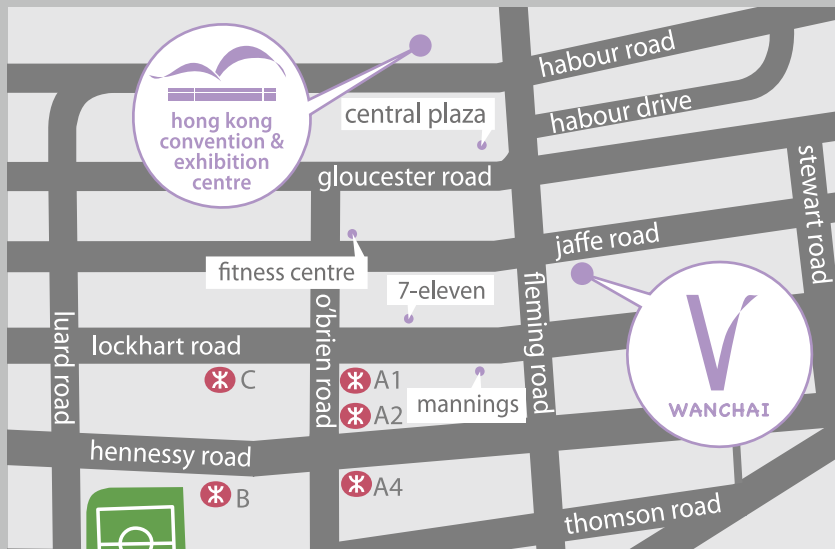 habour road
habour drive
central plaza
hong kong
convention &
exhibition
centre
gloucester road
stewart road
jaffe road
fitness centre
7-eleven
fleming road
o'brien road
luard road
lockhart road
C
A1
A2
mannings
V
WANCHAI
hennessy road
B
A4
thomson road